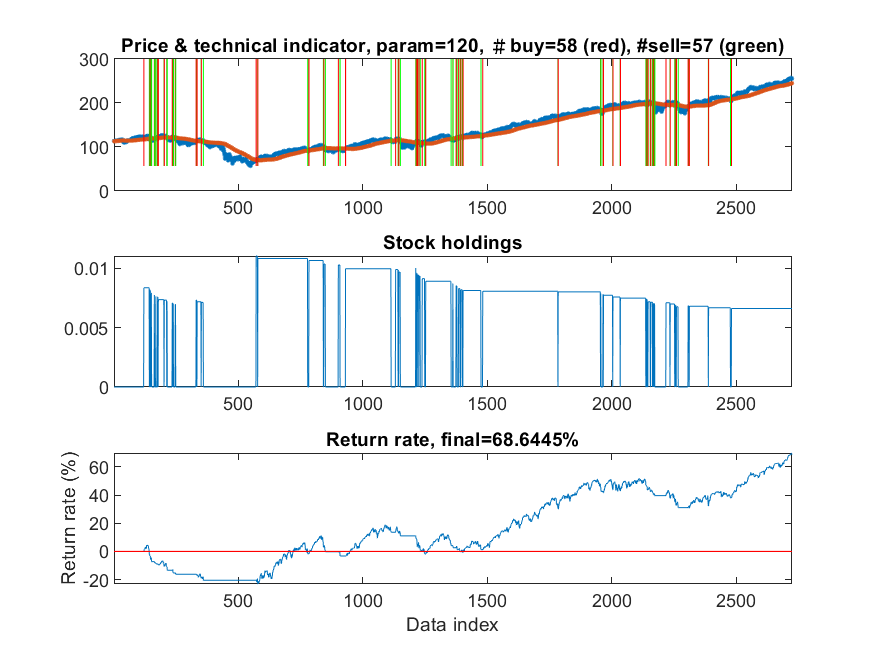 Price & technical indicator, param=120, # buy=58 (red), #sell=57 (green)
300
200
100
0
500 1000 1500 2000 2500
Stock holdings
0.01
0.005
0
500 1000 1500 2000 2500
Return rate, final=68.6445%
Return rate (%)
60
40
20
0
-20
500 1000 1500 2000 2500
Data index